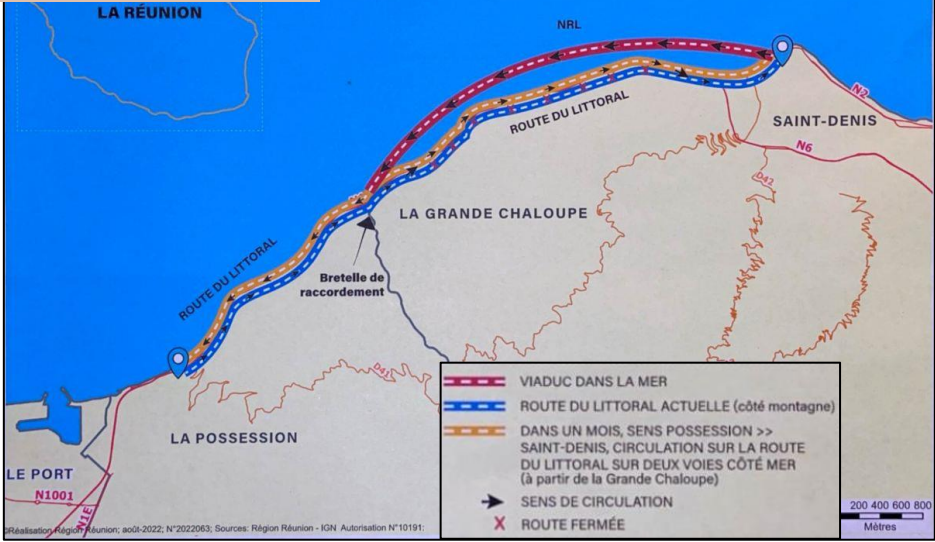 LA RÉUNION
NRL
ROUTE DU LITTORAL
N2
SAINT-DENIS
N6
D42
LA GRANDE CHALOUPE
ROUTE DU LITTORAL
Bretelle de
raccordement
D41
LA POSSESSION
LE PORT
N1001
N1E
VIADUC DANS LA MER
ROUTE DU LITTORAL ACTUELLE (côté montagne)
DANS UN MOIS, SENS POSSESSION >>
SAINT-DENIS, CIRCULATION SUR LA ROUTE
DU LITTORAL SUR DEUX VOIES CÔTÉ MER
(à partir de la Grande Chaloupe)
SENS DE CIRCULATION
X ROUTE FERMÉE
200 400 600 800
Mètres
©Réalisation Région Réunion; août-2022; N°2022063; Sources: Région Réunion - IGN Autorisation N°10191: